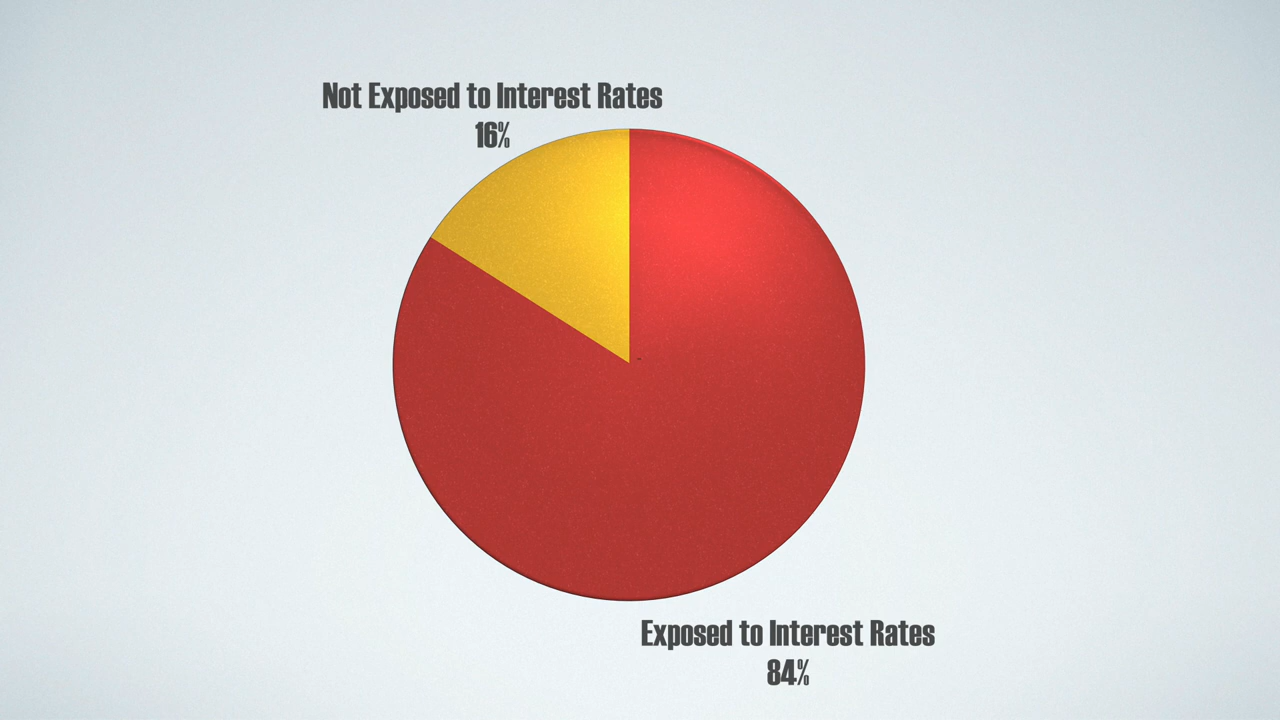 Not Exposed to Interest Rates
16%
Exposed to Interest Rates
84%